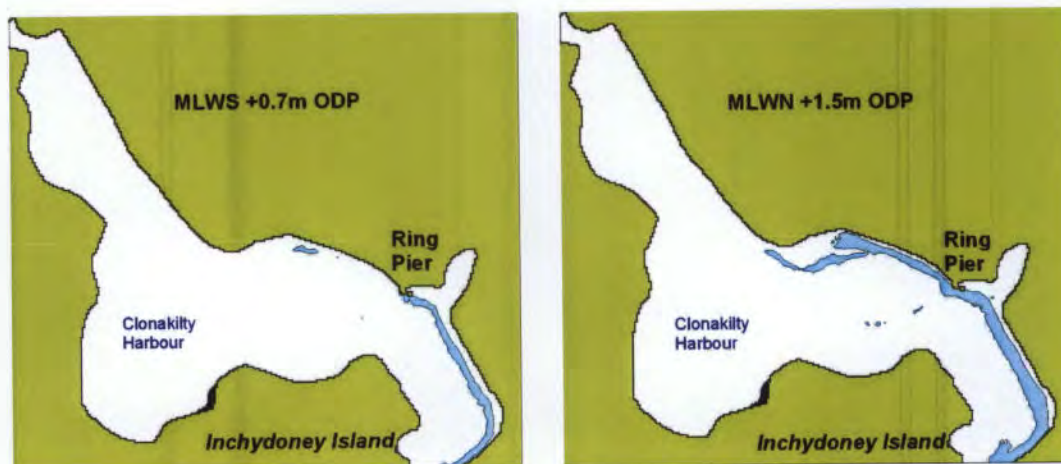 MLWS +0.7m ODP
Ring
Pier
Clonakilty
Harbour
Inchydoney Island
MLWN +1.5m ODP
Ring
Pier
Clonakilty
Harbour
Inchydoney Island